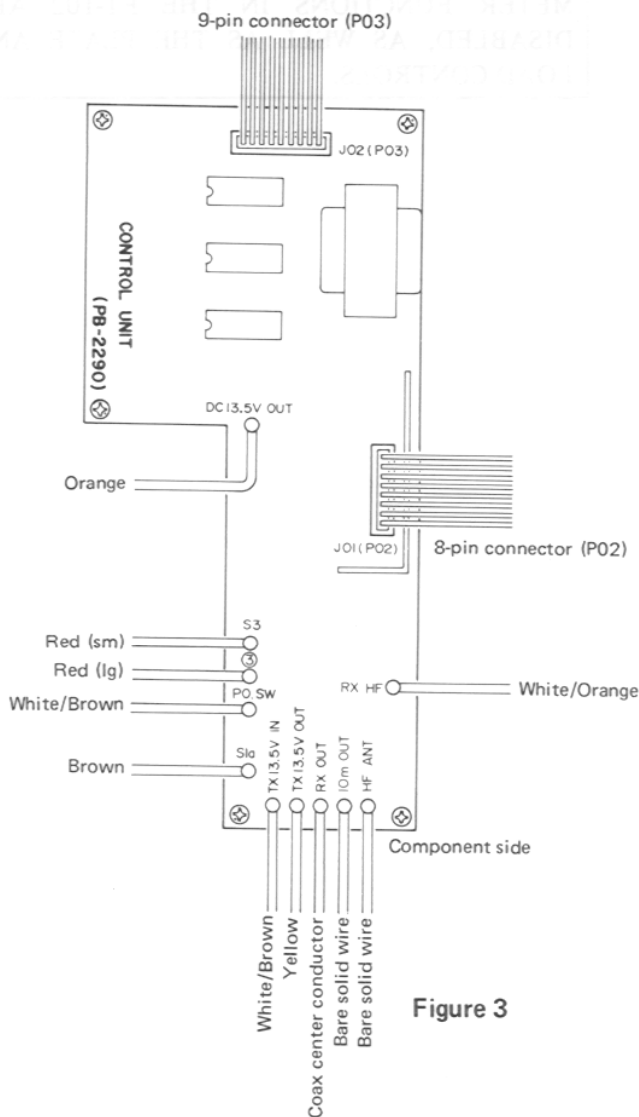 9-pin connector (P03)
J02(P03)
CONTROL UNIT
(PB-2290)
DC13.5V OUT
Orange
J01(P02)
8-pin connector (P02)
S3
Red (sm)
③
Red (lg)
PO.SW
White/Brown
RX HF
White/Orange
S1a
Brown
TX13.5V IN
TX13.5V OUT
RX OUT
10m OUT
HF ANT
Component side
White/Brown
Yellow
Coax center conductor
Bare solid wire
Bare solid wire
Figure 3